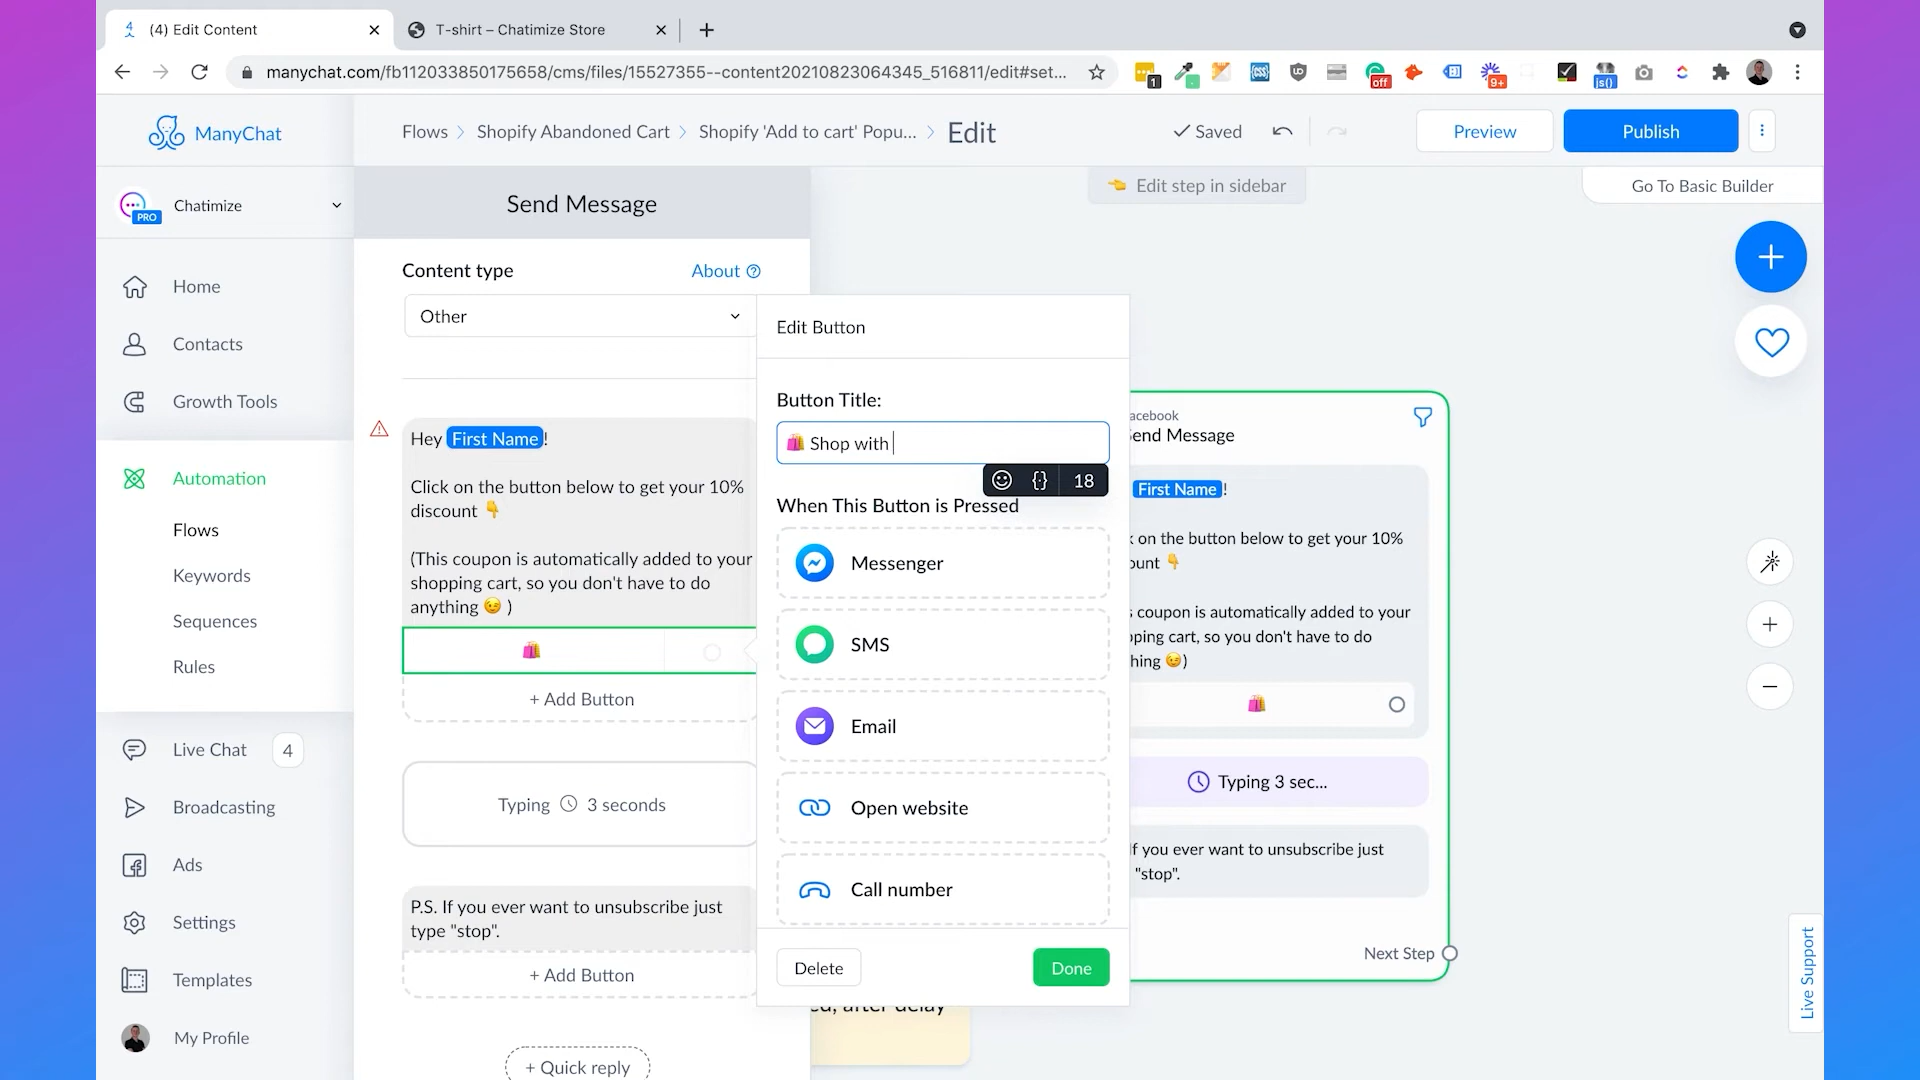 (4) Edit Content
T-shirt – Chatimize Store
manychat.com/fb112033850175658/cms/files/15527355--content20210823064345_516811/edit#set...
1
off
9+
js()
ManyChat
Flows
Shopify Abandoned Cart
Shopify 'Add to cart' Popu...
Edit
Saved
Preview
Publish
Chatimize
PRO
Send Message
👈 Edit step in sidebar
Go To Basic Builder
Home
Contacts
Growth Tools
Automation
Flows
Keywords
Sequences
Rules
Live Chat
4
Broadcasting
Ads
Settings
Templates
My Profile
Content type
About
Other
Hey First Name!
Click on the button below to get your 10%
discount 👇
(This coupon is automatically added to your
shopping cart, so you don't have to do
anything 😉 )
🛍
+ Add Button
Typing 3 seconds
P.S. If you ever want to unsubscribe just
type "stop".
+ Add Button
+ Quick reply
Edit Button
Button Title:
🛍 Shop with
{} 18
When This Button is Pressed
Messenger
SMS
Email
Open website
Call number
Delete
Done
acebook
end Message
First Name!
k on the button below to get your 10%
ount 👇
s coupon is automatically added to your
ping cart, so you don't have to do
hing 😉)
🛍
Typing 3 sec...
If you ever want to unsubscribe just
"stop".
Next Step
ed, after delay
Live Support